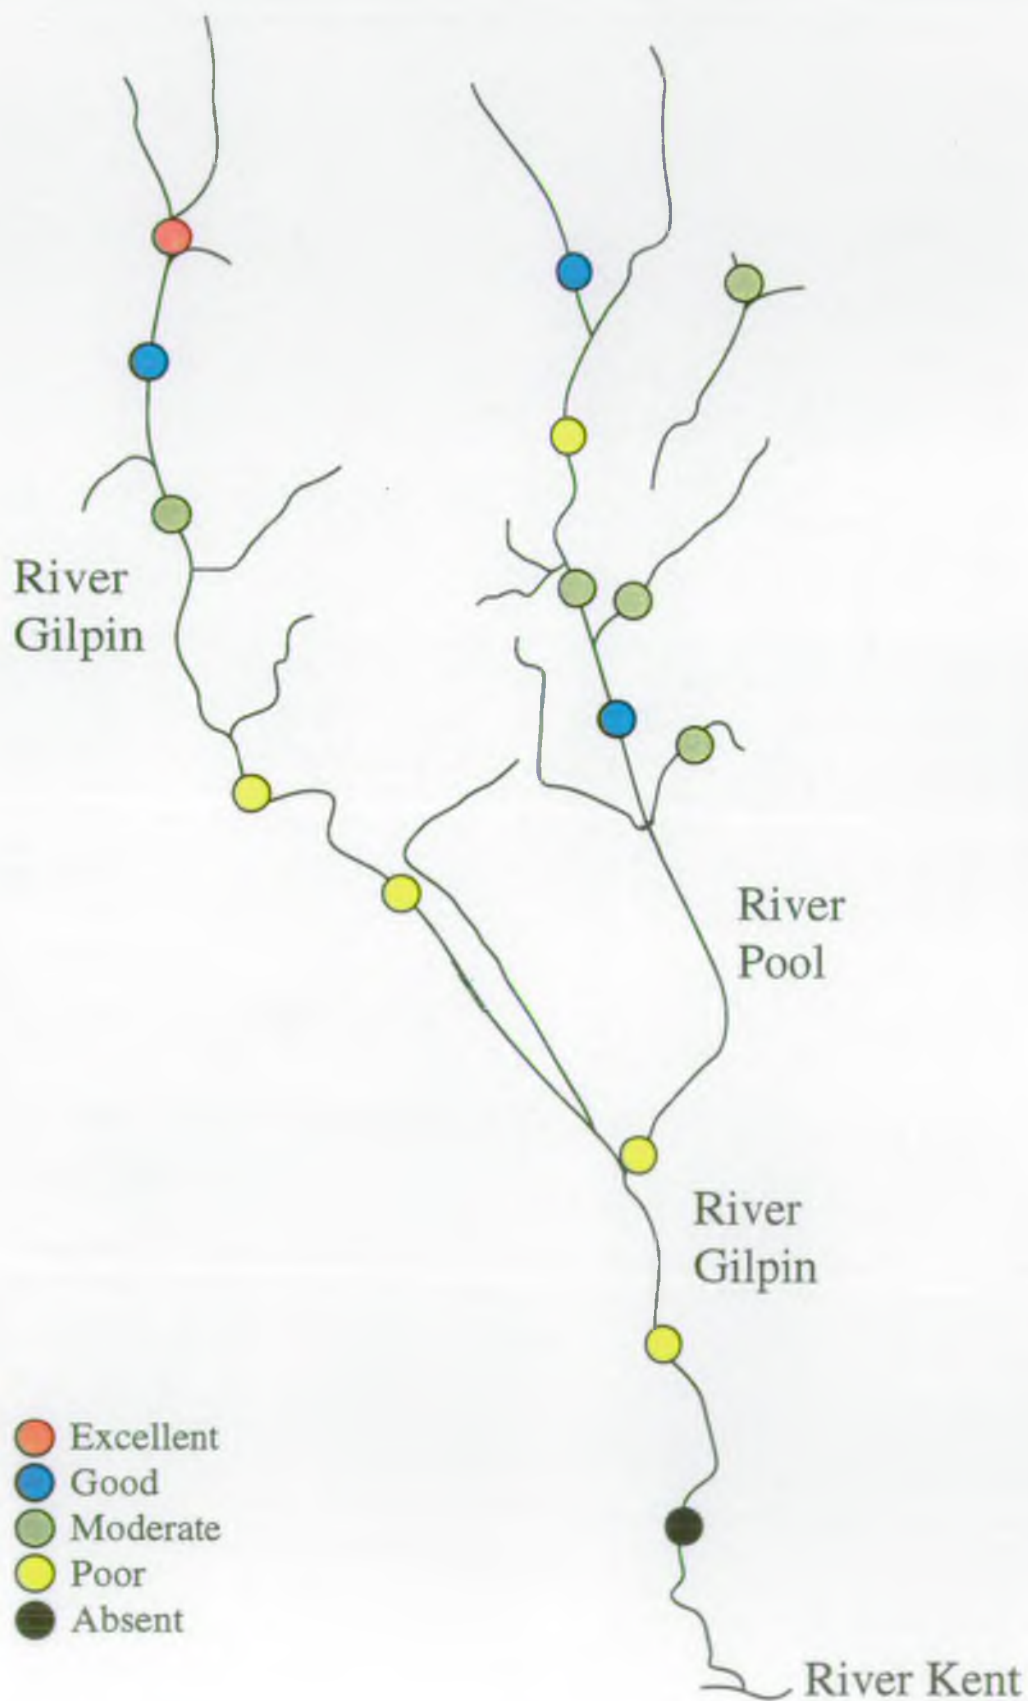 River
Gilpin
River
Pool
River
Gilpin
Excellent
Good
Moderate
Poor
Absent
River Kent